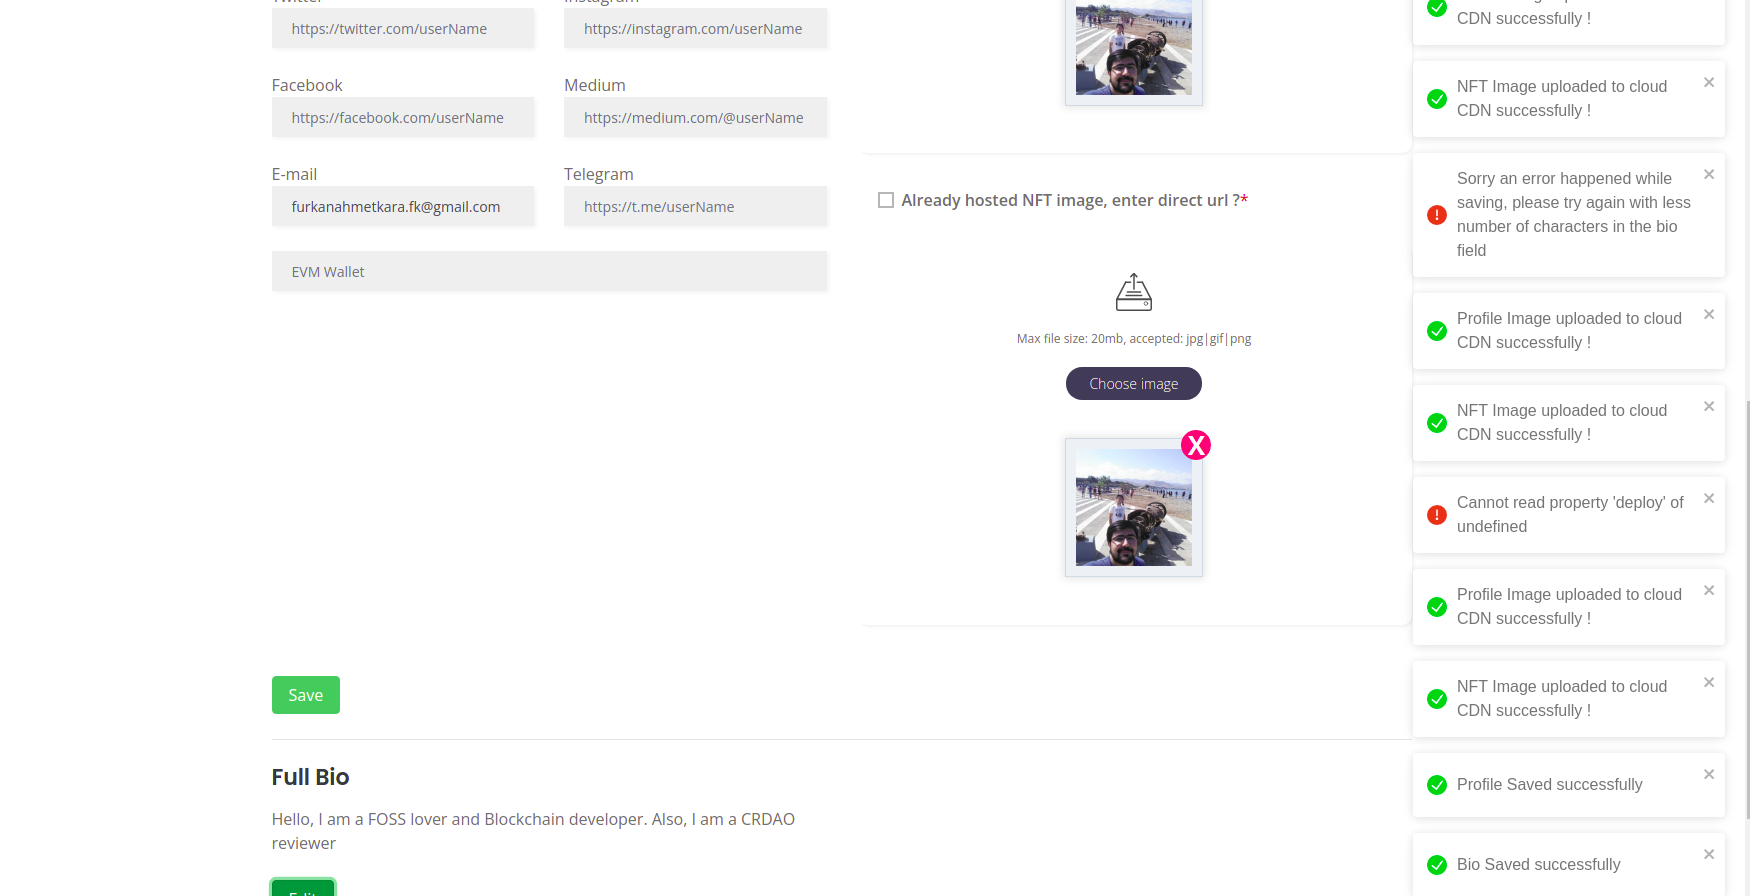 https://twitter.com/userName
https://instagram.com/userName
Facebook
Medium
https://facebook.com/userName
https://medium.com/@userName
E-mail
Telegram
furkanahmetkara.fk@gmail.com
https://t.me/userName
EVM Wallet
Already hosted NFT image, enter direct url ?*
Max file size: 20mb, accepted: jpg|gif|png
Choose image
X
Save
Full Bio
Hello, I am a FOSS lover and Blockchain developer. Also, I am a CRDAO
reviewer
CDN successfully !
NFT Image uploaded to cloud
CDN successfully !
Sorry an error happened while
saving, please try again with less
number of characters in the bio
field
Profile Image uploaded to cloud
CDN successfully !
NFT Image uploaded to cloud
CDN successfully !
Cannot read property 'deploy' of
undefined
Profile Image uploaded to cloud
CDN successfully !
NFT Image uploaded to cloud
CDN successfully !
Profile Saved successfully
Bio Saved successfully